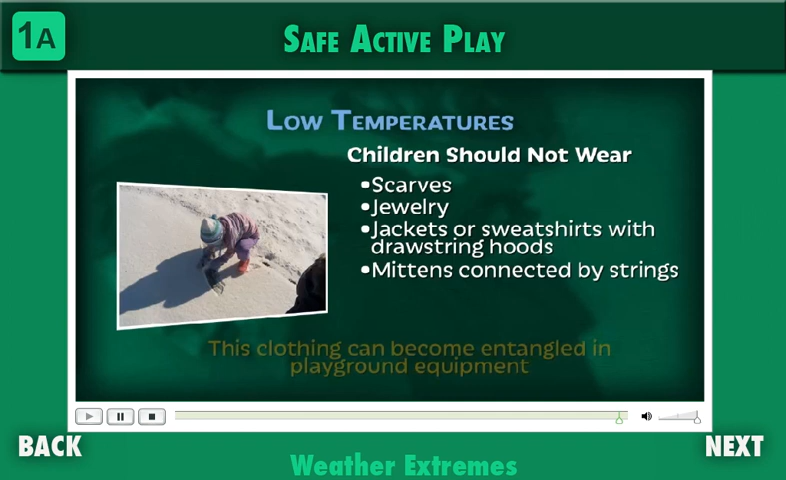 1A
Safe Active Play
Low Temperatures
Children Should Not Wear
•Scarves
•Jewelry
•Jackets or sweatshirts with
drawstring hoods
•Mittens connected by strings
This clothing can become entangled in
playground equipment
BACK
NEXT
Weather Extremes